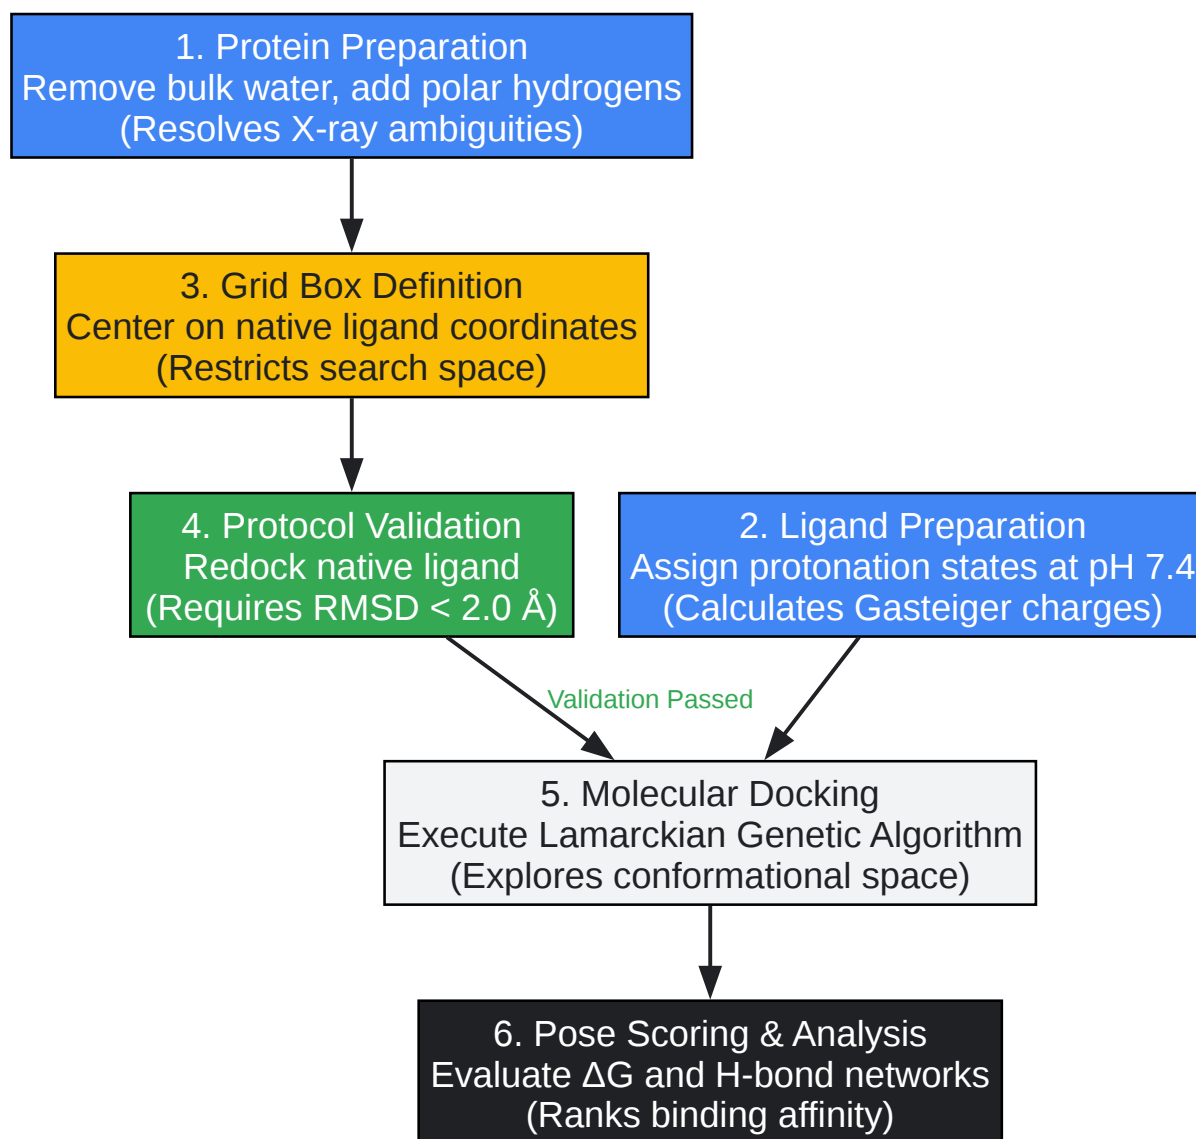 1. Protein Preparation
Remove bulk water, add polar hydrogens
(Resolves X-ray ambiguities)
3. Grid Box Definition
Center on native ligand coordinates
(Restricts search space)
4. Protocol Validation
Redock native ligand
(Requires RMSD < 2.0 Å)
2. Ligand Preparation
Assign protonation states at pH 7.4
(Calculates Gasteiger charges)
Validation Passed
5. Molecular Docking
Execute Lamarckian Genetic Algorithm
(Explores conformational space)
6. Pose Scoring & Analysis
Evaluate ΔG and H-bond networks
(Ranks binding affinity)